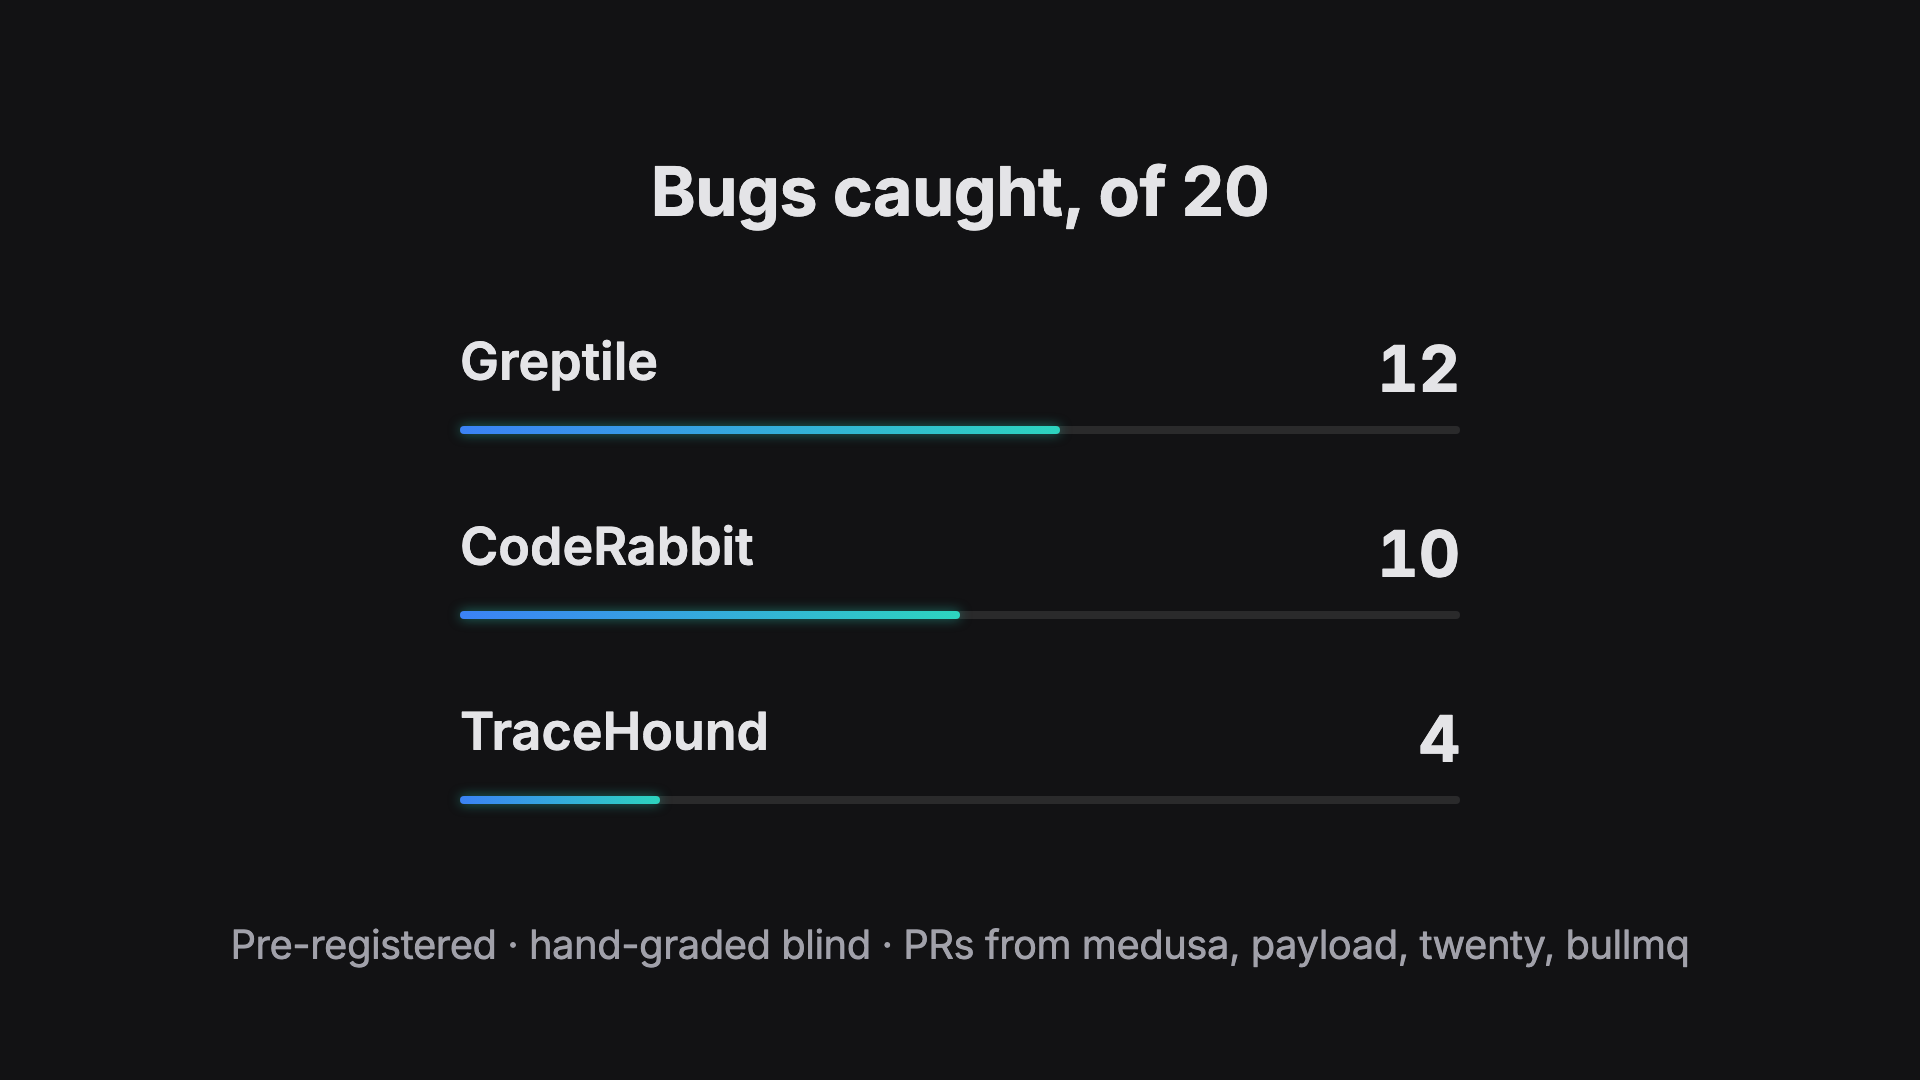 Bugs caught, of 20
Greptile 12
CodeRabbit 10
TraceHound 4
Pre-registered · hand-graded blind · PRs from medusa, payload, twenty, bullmq